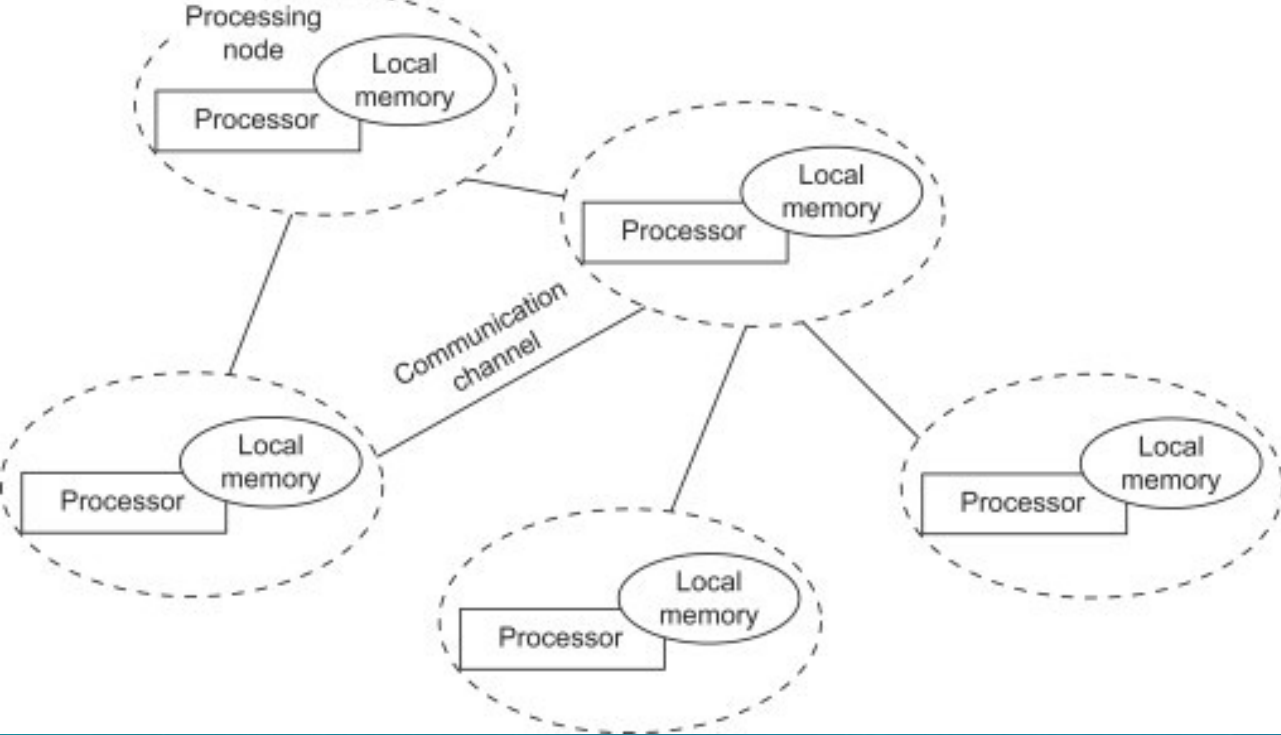 Processing
node
Local
memory
Processor
Local
memory
Processor
Communication
channel
Local
memory
Processor
Local
memory
Processor
Local
memory
Processor